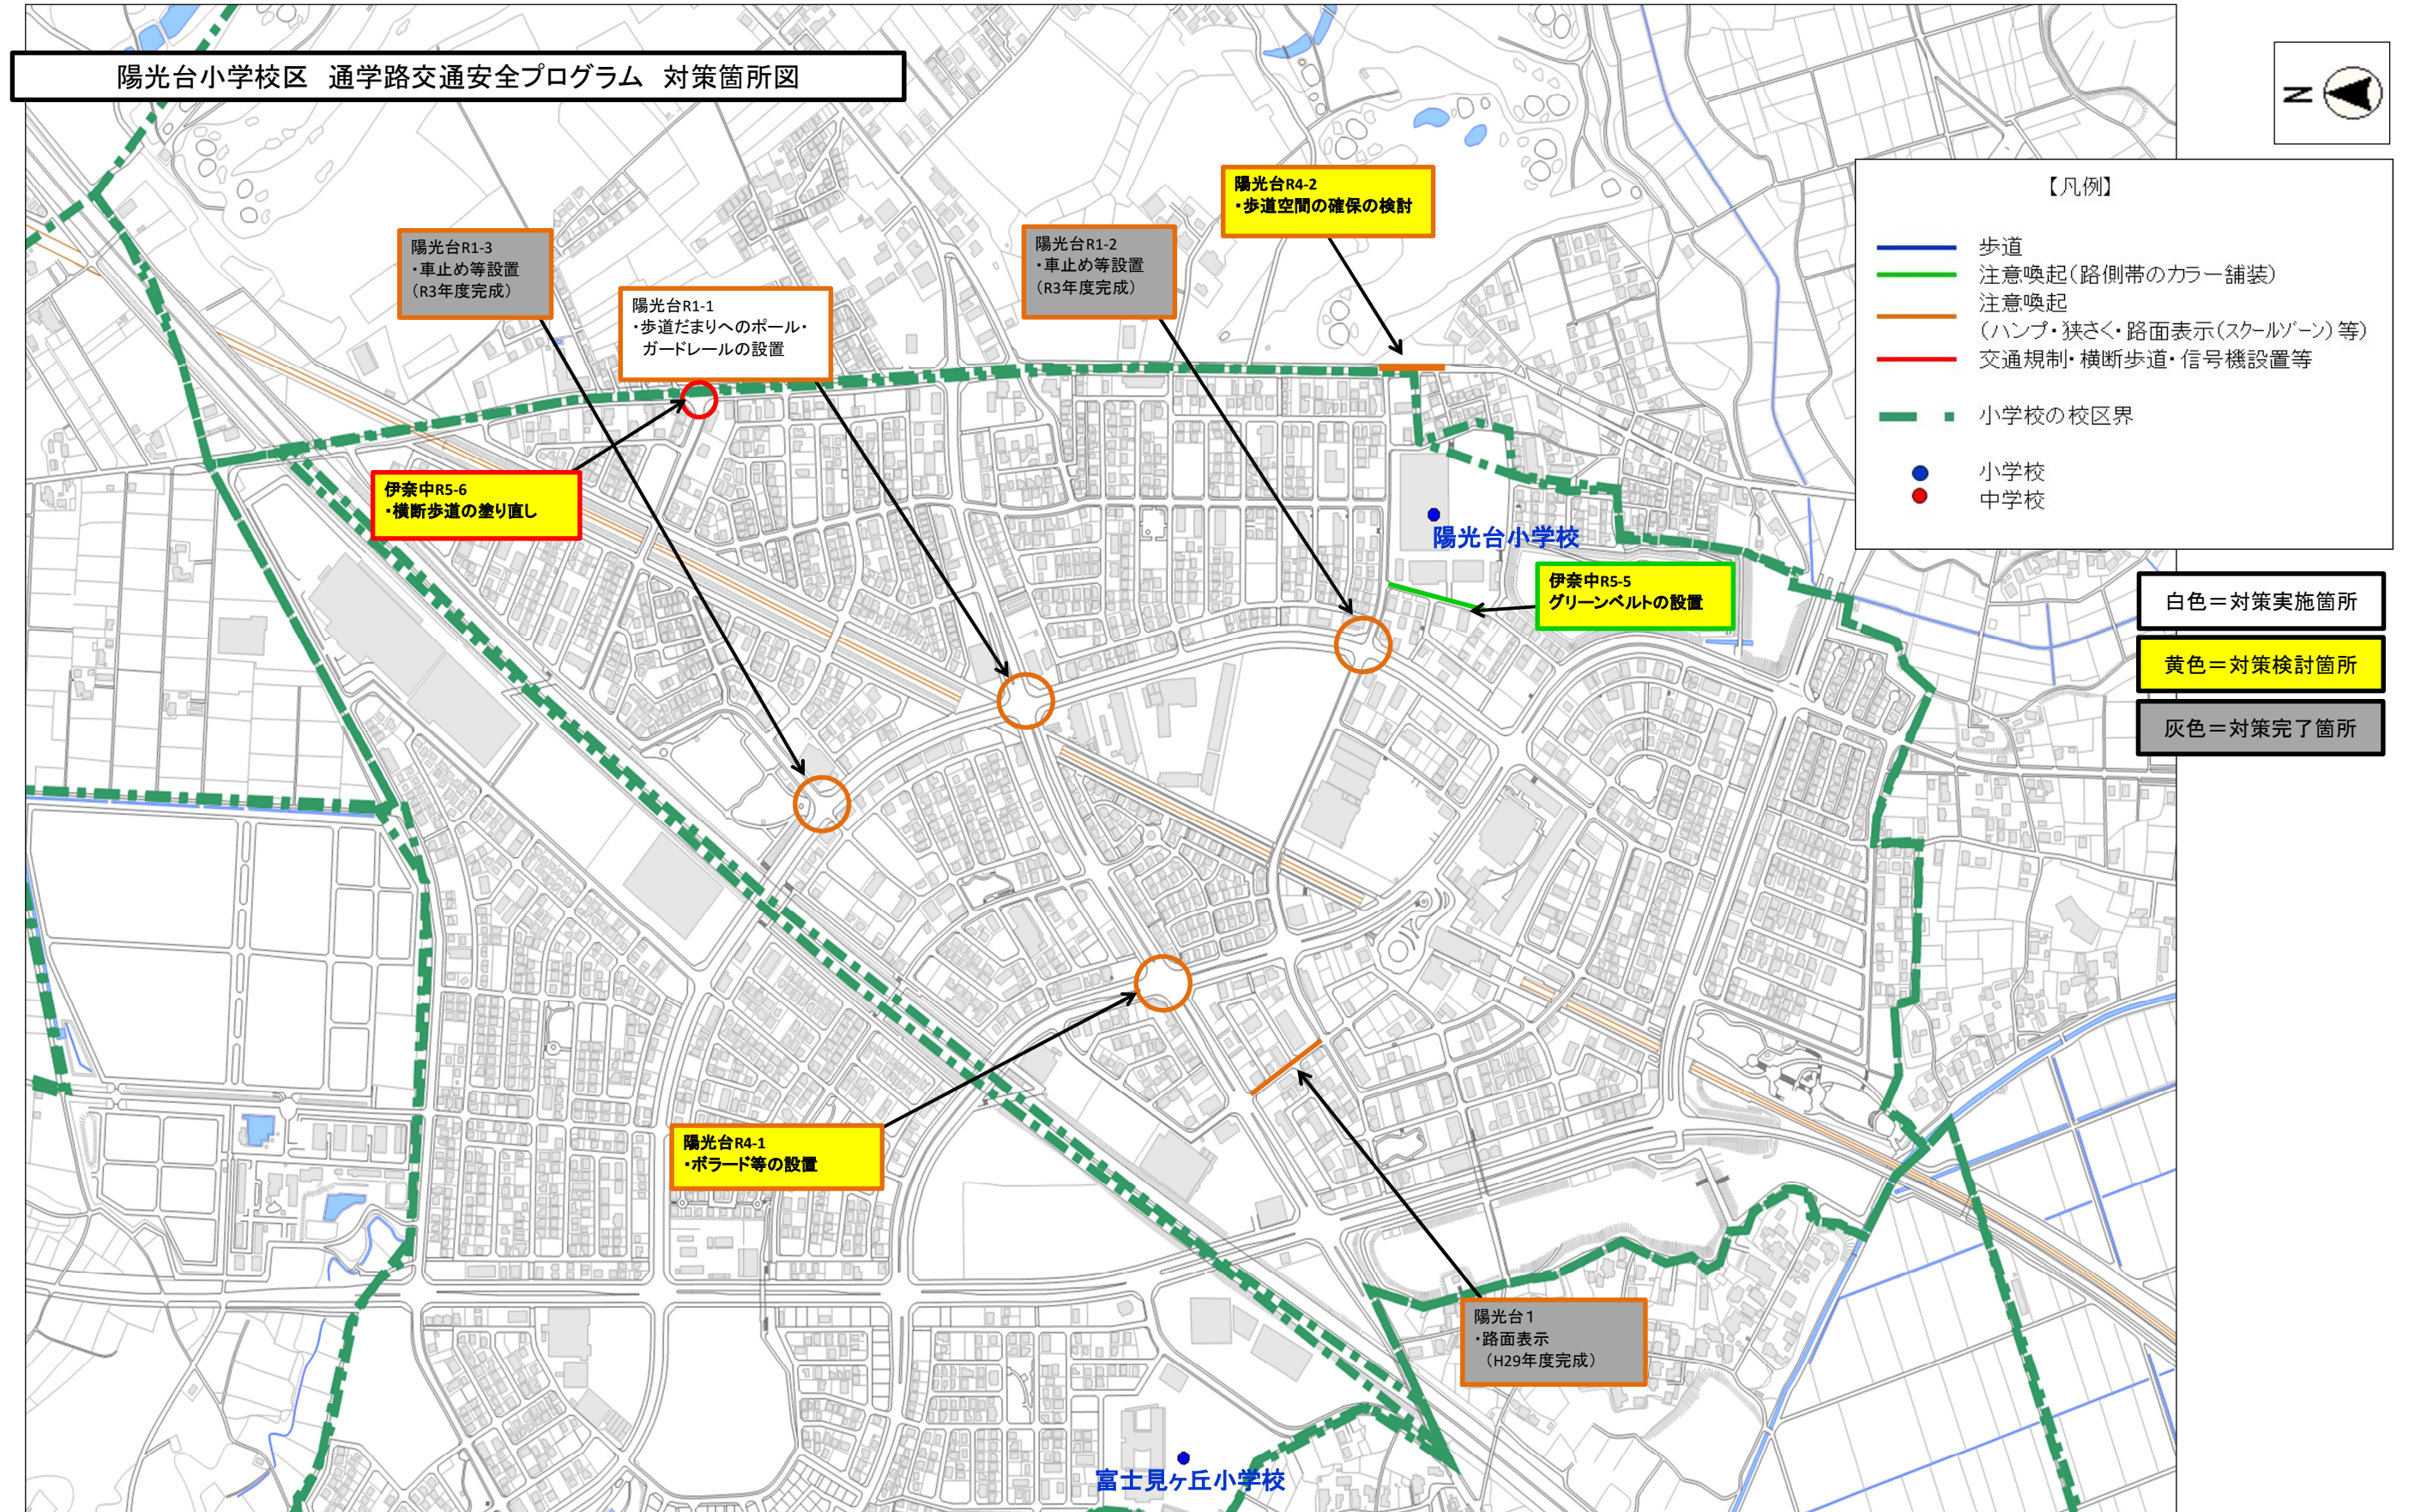 陽光台小学校区 通学路交通安全プログラム 対策箇所図
N
陽光台R4-2
・歩道空間の確保の検討
【凡例】
歩道
注意喚起(路側帯のカラー舗装)
注意喚起
(ハンプ・狭さく・路面表示(スクールゾーン)等)
交通規制・横断歩道・信号機設置等
小学校の校区界
小学校
中学校
陽光台R1-3
・車止め等設置
(R3年度完成)
陽光台R1-2
・車止め等設置
(R3年度完成)
陽光台R1-1
・歩道だまりへのポール・
ガードレールの設置
伊奈中R5-6
・横断歩道の塗り直し
陽光台小学校
伊奈中R5-5
グリーンベルトの設置
白色=対策実施箇所
黄色=対策検討箇所
灰色=対策完了箇所
陽光台R4-1
・ボラード等の設置
陽光台1
・路面表示
(H29年度完成)
富士見ヶ丘小学校